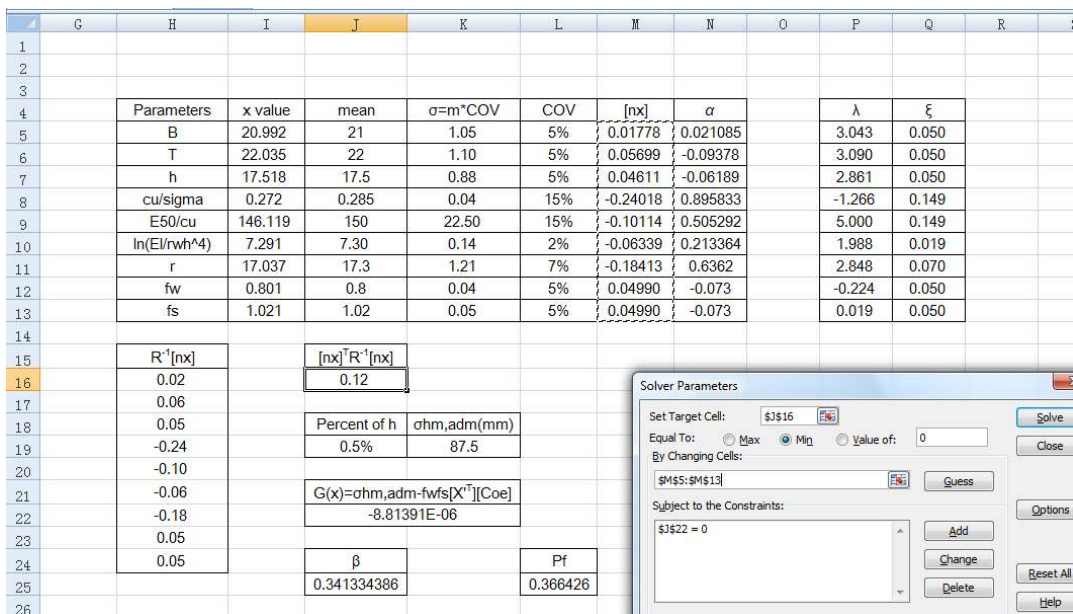 G H I J K L M N O P Q R
1
2
3
4 Parameters x value mean σ=m*COV COV [nx] α λ ξ
5 B 20.992 21 1.05 5% 0.01778 0.021085 3.043 0.050
6 T 22.035 22 1.10 5% 0.05699 -0.09378 3.090 0.050
7 h 17.518 17.5 0.88 5% 0.04611 -0.06189 2.861 0.050
8 cu/sigma 0.272 0.285 0.04 15% -0.24018 0.895833 -1.266 0.149
9 E50/cu 146.119 150 22.50 15% -0.10114 0.505292 5.000 0.149
10 ln(EI/rwh^4) 7.291 7.30 0.14 2% -0.06339 0.213364 1.988 0.019
11 r 17.037 17.3 1.21 7% -0.18413 0.6362 2.848 0.070
12 fw 0.801 0.8 0.04 5% 0.04990 -0.073 -0.224 0.050
13 fs 1.021 1.02 0.05 5% 0.04990 -0.073 0.019 0.050
14
15 R⁻¹[nx] [nx]ᵀR⁻¹[nx]
16 0.02 0.12
17 0.06
18 0.05 Percent of h σhm,adm(mm)
19 -0.24 0.5% 87.5
20 -0.10
21 -0.06 G(x)=σhm,adm-fwfs[X'ᵀ][Coe]
22 -0.18 -8.81391E-06
23 0.05
24 0.05 β Pf
25 0.341334386 0.366426
26
Solver Parameters
Set Target Cell: $J$16 Solve
Equal To: Max Min Value of: 0 Close
By Changing Cells:
$M$5:$M$13 Guess
Subject to the Constraints: Options
$J$22 = 0 Add
Change
Reset All
Delete
Help